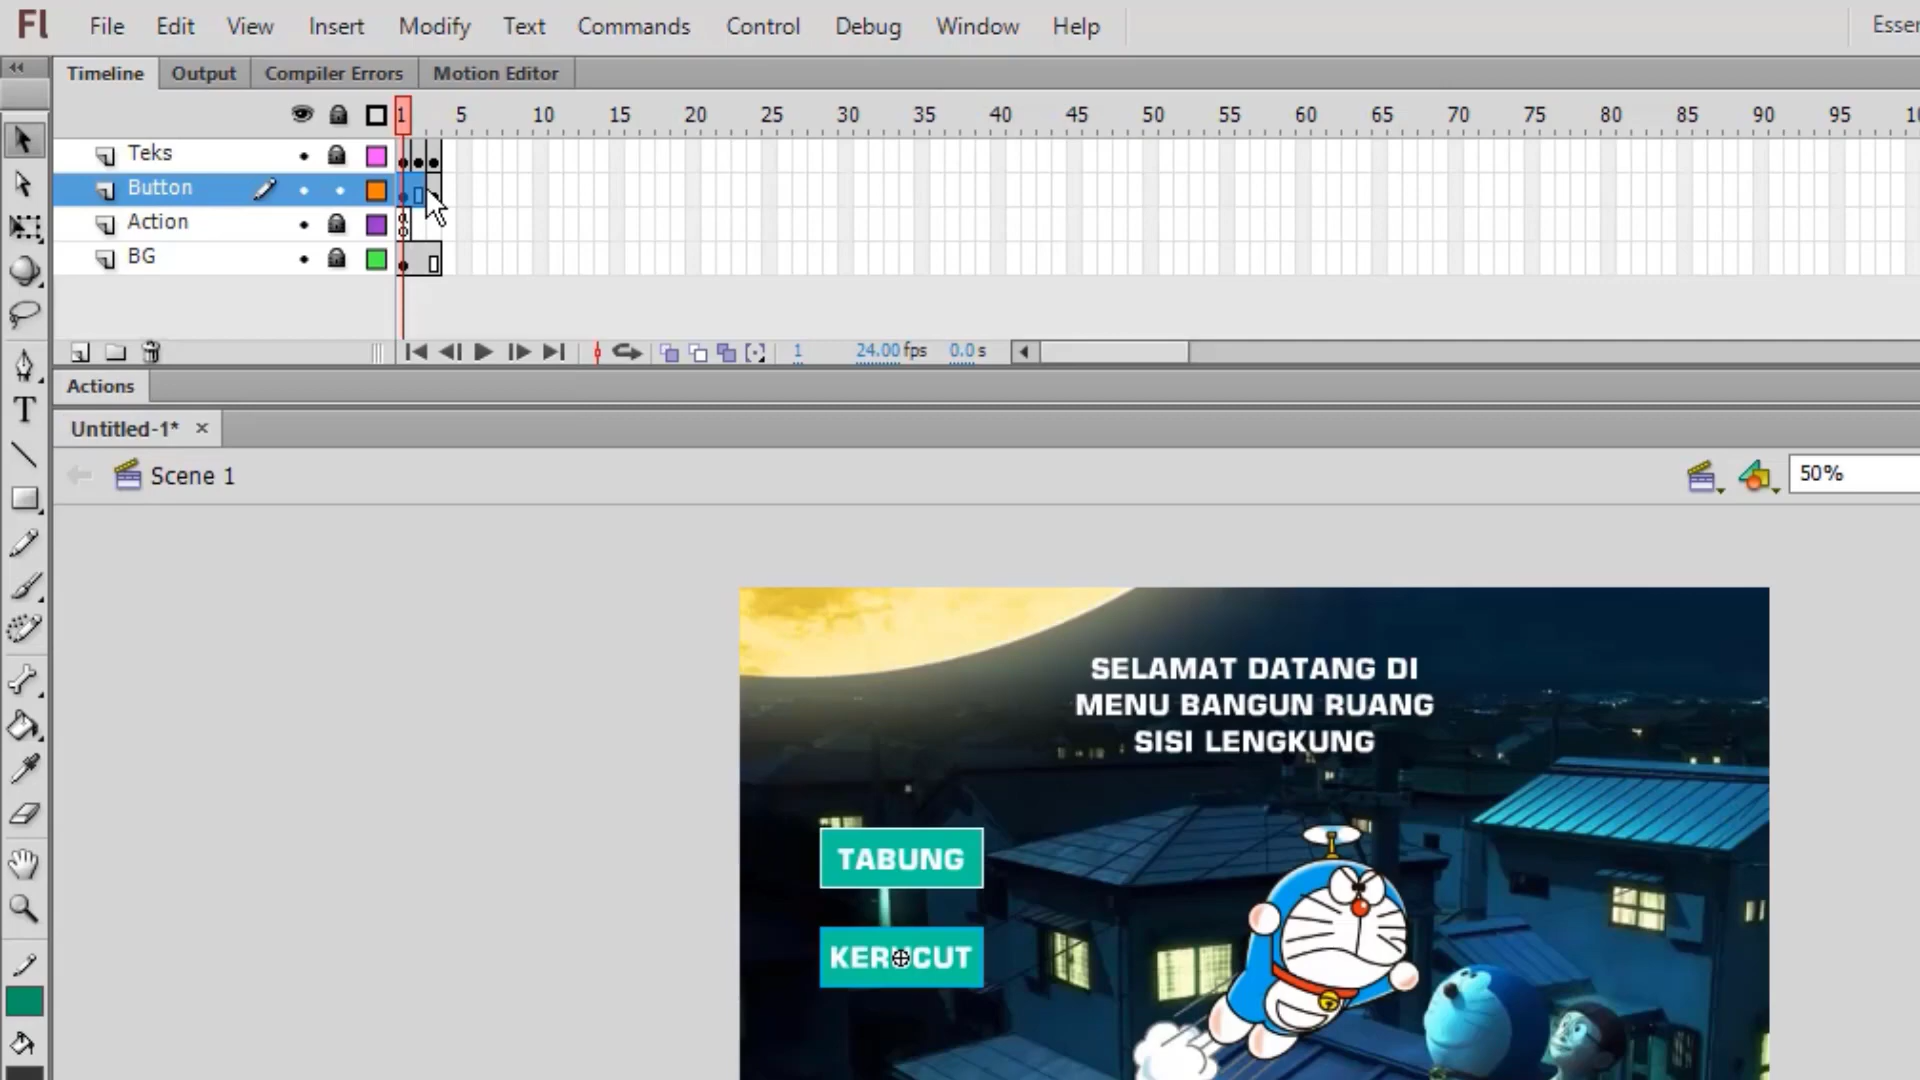 Fl File Edit View Insert Modify Text Commands Control Debug Window Help
Timeline Output Compiler Errors Motion Editor
1 5 10 15 20 25 30 35 40 45 50 55 60 65 70 75 80 85 90 95
Teks
Button
Action
BG
1 24.00 fps 0.0 s
Actions
Untitled-1*
Scene 1
50%
SELAMAT DATANG DI
MENU BANGUN RUANG
SISI LENGKUNG
TABUNG
KERUCUT